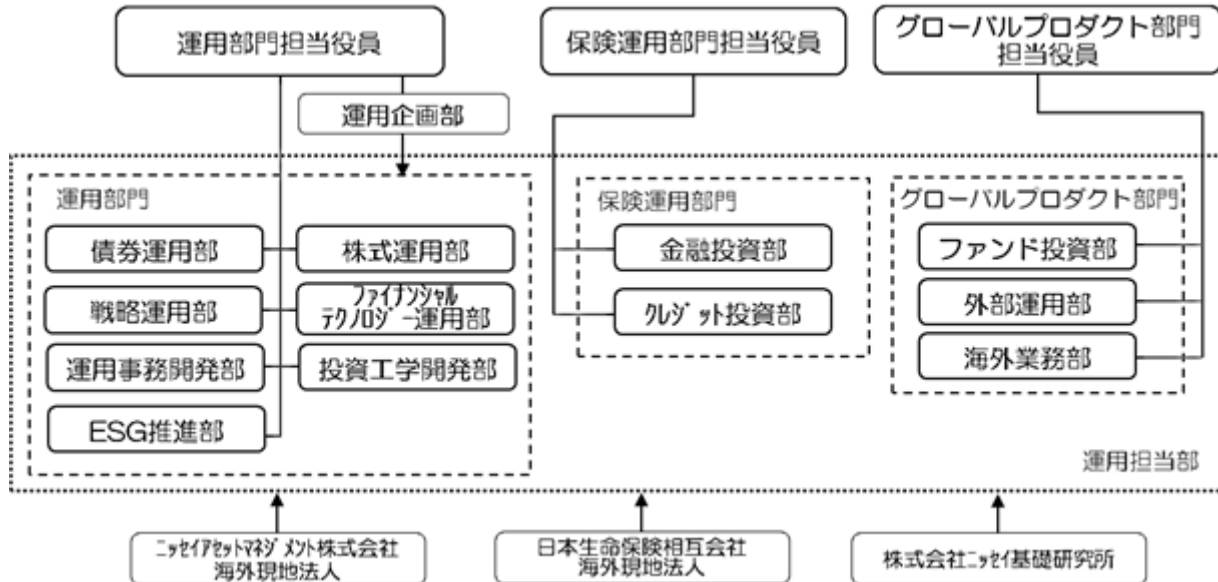 運用部門担当役員
保険運用部門担当役員
グローバルプロダクト部門
担当役員
運用企画部
運用部門
債券運用部
株式運用部
戦略運用部
ファイナンシャル
テクノロジー運用部
運用事務開発部
投資工学開発部
ESG推進部
保険運用部門
金融投資部
クレジット投資部
グローバルプロダクト部門
ファンド投資部
外部運用部
海外業務部
運用担当部
ニッセイアセットマネジメント株式会社
海外現地法人
日本生命保険相互会社
海外現地法人
株式会社ニッセイ基礎研究所